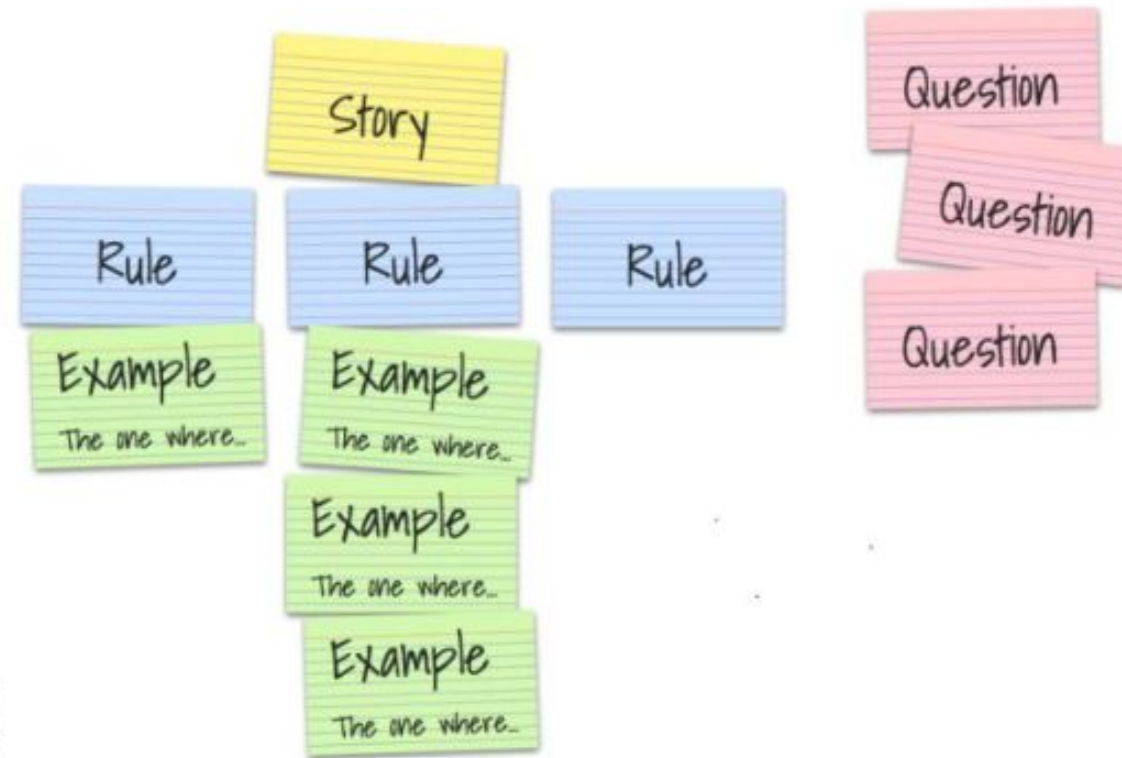 Story
Question
Question
Question
Rule
Rule
Rule
Example
The one where...
Example
The one where...
Example
The one where...
Example
The one where...